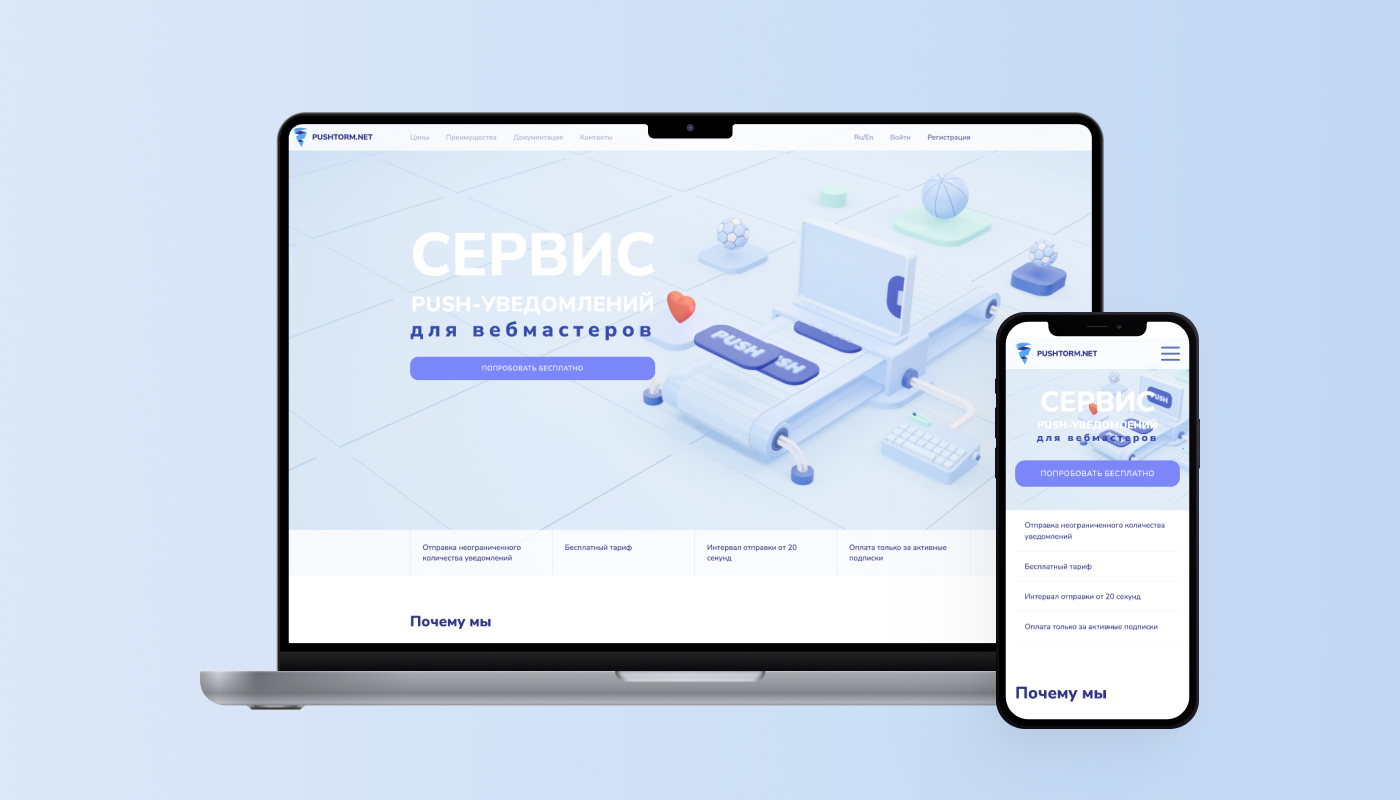 PUSHTORM.NET Цены Преимущества Документация Контакты Ru/En Войти Регистрация
СЕРВИС
PUSH-УВЕДОМЛЕНИЙ
для вебмастеров
ПОПРОБОВАТЬ БЕСПЛАТНО
PUSH
SH
Отправка неограниченного
количества уведомлений
Бесплатный тариф
Интервал отправки от 20
секунд
Оплата только за активные
подписки
Почему мы
PUSHTORM.NET
СЕРВИС
PUSH
PUSH-УВЕДОМЛЕНИЙ
для вебмастеров
ПОПРОБОВАТЬ БЕСПЛАТНО
Отправка неограниченного количества
уведомлений
Бесплатный тариф
Интервал отправки от 20 секунд
Оплата только за активные подписки
Почему мы